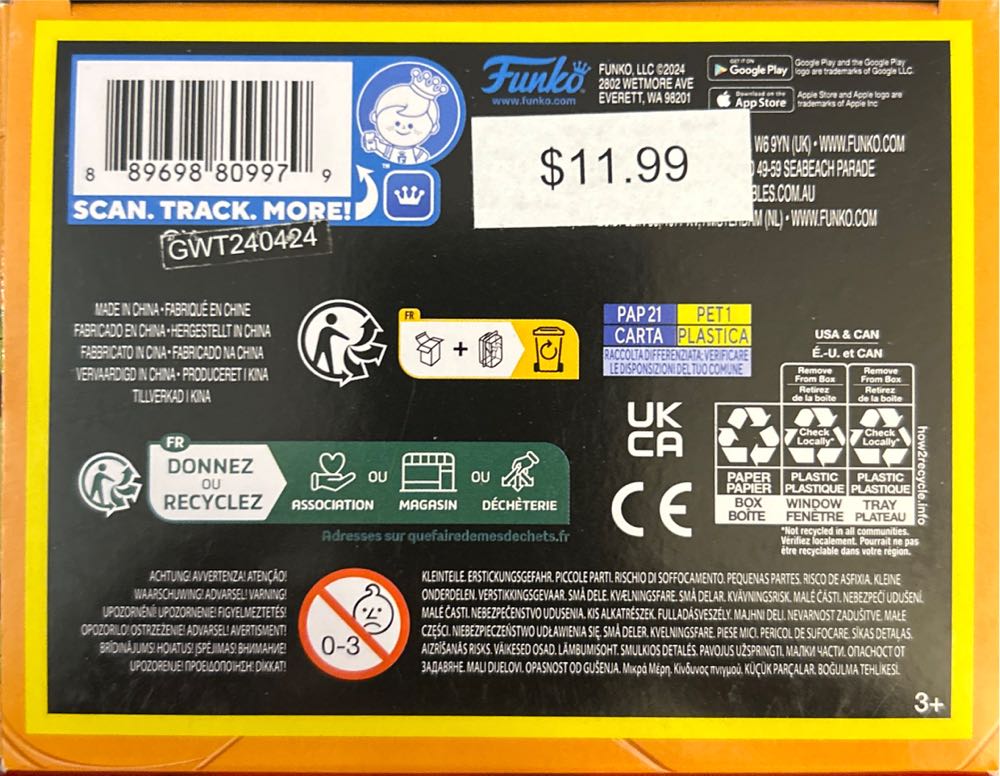 8 89698 80997 9
SCAN. TRACK. MORE!
™
GWT240424
Funko
www.funko.com
FUNKO, LLC ©2024
2802 WETMORE AVE
EVERETT, WA 98201
GET IT ON
Google Play
Google Play and the Google Play
logo are trademarks of Google LLC.
Download on the
App Store
Apple Store and Apple logo are
trademarks of Apple Inc
$11.99
W6 9YN (UK) • WWW.FUNKO.COM
49-59 SEABEACH PARADE
BLES.COM.AU
(NL) • WWW.FUNKO.COM
MADE IN CHINA • FABRIQUÉ EN CHINE
FABRICADO EN CHINA • HERGESTELLT IN CHINA
FABBRICATO IN CINA • FABRICADO NA CHINA
VERVAARDIGD IN CHINA • PRODUCERET I KINA
TILLVERKAD I KINA
FR
+
PAP 21 PET1
CARTA PLASTICA
RACCOLTA DIFFERENZIATA: VERIFICARE
LE DISPOSIZIONI DEL TUO COMUNE
UK
CA
CE
USA & CAN
É.-U. et CAN
Remove
From Box
Retirez
de la boîte
Remove
From Box
Retirez
de la boîte
Check
Locally*
Check
Locally*
PAPER
PAPIER
PLASTIC
PLASTIQUE
PLASTIC
PLASTIQUE
BOX
BOÎTE
WINDOW
FENÊTRE
TRAY
PLATEAU
how2recycle.info
*Not recycled in all communities.
Vérifiez localement. Pourrait ne pas
être recyclable dans votre région.
FR
DONNEZ
OU
RECYCLEZ
ASSOCIATION OU MAGASIN OU DÉCHÈTERIE
Adresses sur quefairedemesdechets.fr
ACHTUNG! AVVERTENZA! ATENÇÃO!
WAARSCHUWING! ADVARSEL! VARNING!
UPOZORNĚNÍ! UPOZORNENIE! FIGYELMEZTETÉS!
OPOZORILO! OSTRZEŻENIE! ADVARSEL! AVERTISMENT!
BRĪDINĀJUMS! HOIATUS! ĮSPĖJIMAS! ВНИМАНИЕ!
UPOZORENJE! ΠΡΟΕΙΔΟΠΟΙΗΣΗ! DİKKAT!
0-3
KLEINTEILE. ERSTICKUNGSGEFAHR. PICCOLE PARTI. RISCHIO DI SOFFOCAMENTO. PEQUENAS PARTES. RISCO DE ASFIXIA. KLEINE
ONDERDELEN. VERSTIKKINGSGEVAAR. SMÅ DELE. KVÆLNINGSFARE. SMÅ DELAR. KVÄVNINGSRISK. MALÉ ČÁSTI. NEBEZPEČÍ UDUŠENÍ.
MALÉ ČASTI. NEBEZPEČENSTVO UDUSENIA. KIS ALKATRÉSZEK. FULLADÁSVESZÉLY. MAJHNI DELI. NEVARNOST ZADUŠITVE. MAŁE
CZĘŚCI. NIEBEZPIECZEŃSTWO UDŁAWIENIA SIĘ. SMÅ DELER. KVELNINGSFARE. PIESE MICI. PERICOL DE SUFOCARE. SĪKAS DETAĻAS.
AIZRĪŠANĀS RISKS. VÄIKESED OSAD. LÄMBUMISOHT. SMULKIOS DETALĖS. PAVOJUS UŽSPRINGTI. МАЛКИ ЧАСТИ. ОПАСНОСТ ОТ
ЗАДАВЯНЕ. MALI DIJELOVI. OPASNOST OD GUŠENJA. Μικρά Μέρη. Κίνδυνος πνιγμού. KÜÇÜK PARÇALAR. BOĞULMA TEHLİKESİ.
3+